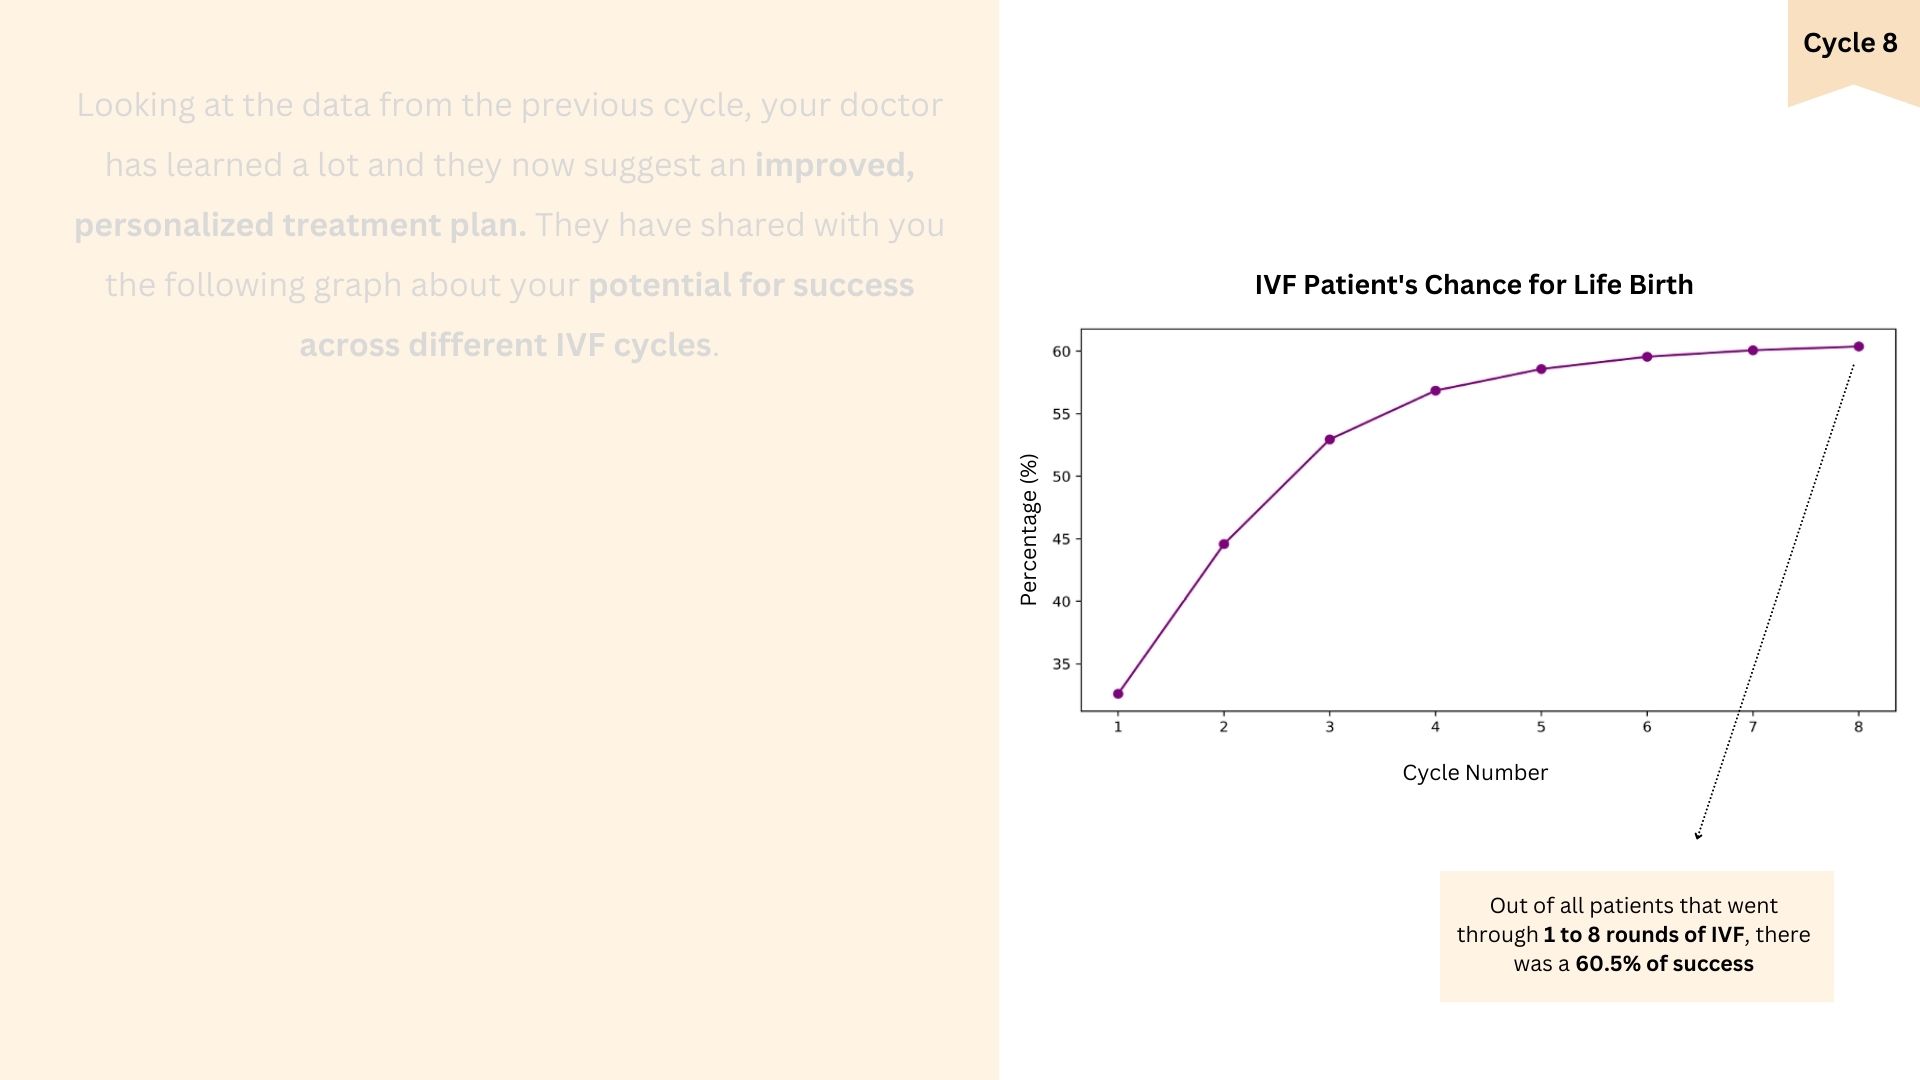 Cycle 8
Looking at the data from the previous cycle, your doctor
has learned a lot and they now suggest an improved,
personalized treatment plan. They have shared with you
the following graph about your potential for success
across different IVF cycles.
IVF Patient's Chance for Life Birth
Percentage (%)
60
55
50
45
40
35
1 2 3 4 5 6 7 8
Cycle Number
Out of all patients that went
through 1 to 8 rounds of IVF, there
was a 60.5% of success